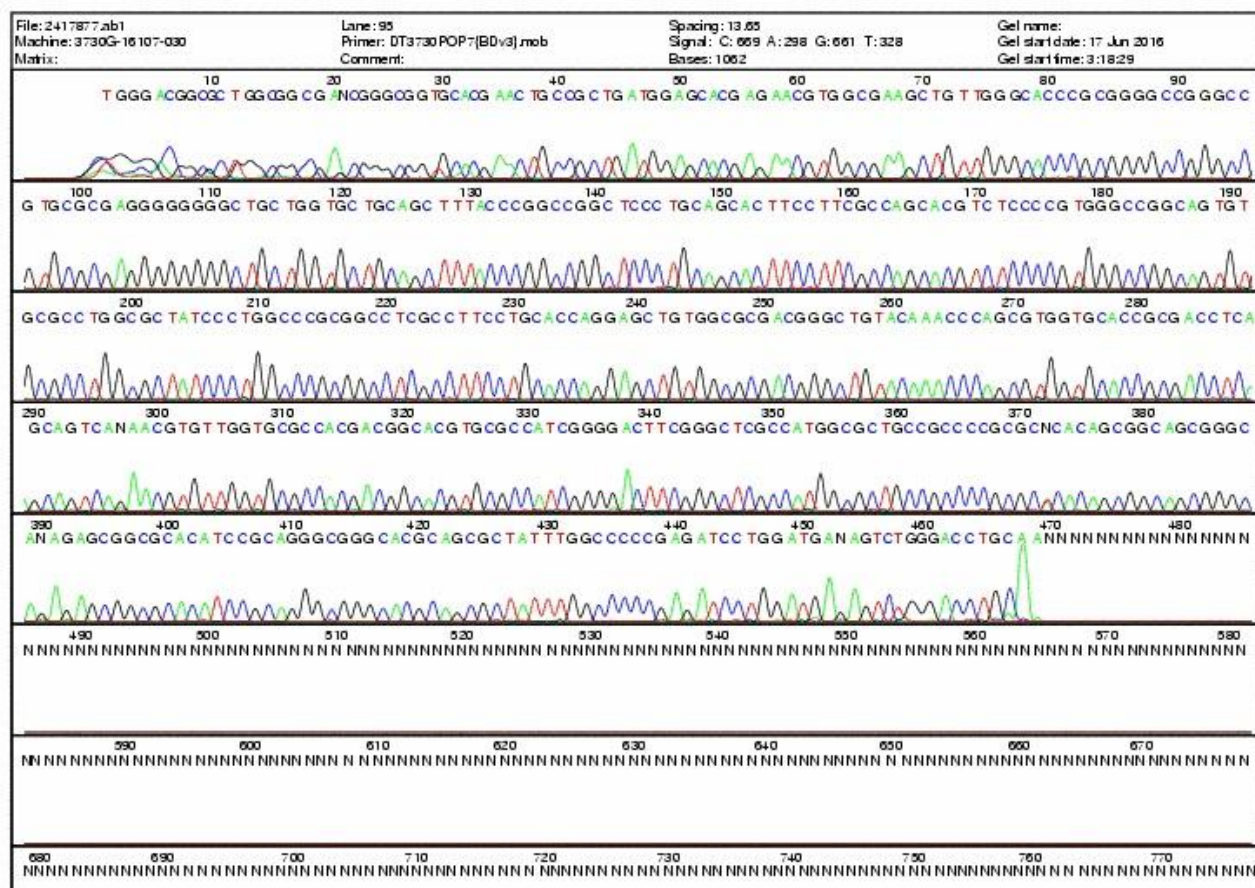 File: 2417877.ab1 Lane: 95 Spacing: 13.65 Gel name:
Machine: 3730G-16107-030 Primer: DT3730POP7{BDv3}.mob Signal: C: 669 A: 298 G: 661 T: 328 Gel start date: 17 Jun 2016
Matrix: Comment: Bases: 1062 Gel start time: 3:18:29
10 20 30 40 50 60 70 80 90
TGGGACGGCGCTGGCGGCGANCGGGCGGTGCACGAACTGCCGCTGATGGAGCACGAGAACGTGGCGAAGCTGTTGGGCACCCGCGGGGCCGGGCC
100 110 120 130 140 150 160 170 180 190
GTGCGCGAGGGGGGGGCTGCTGGTGCTGCAGCTTTACCCGGCCGGCTCCCTGCAGCACTTCCTTCGCCAGCACGTCTCCCCGTGGGCCGGCAGTGT
200 210 220 230 240 250 260 270 280
GCGCCTGGCGCTATCCCTGGCCCGCGGCCTCGCCTTCCTGCACCAGGAGCTGTGGCGCGACGGGCTGTACAAACCCAGCGTGGTGCACCGCGACCTCA
290 300 310 320 330 340 350 360 370 380
GCAGTCANAACGTGTTGGTGCGCCACGACGGCACGTGCGCCATCGGGGACTTCGGGCTCGCCATGGCGCTGCCGCCCCGCGCNCACAGCGGCAGCGGGC
390 400 410 420 430 440 450 460 470 480
ANAGAGCGGCGCACATCCGCAGGGCGGGCACGCAGCGCTATTTGGCCCCCGAGATCCTGGATGANAGTCTGGGACCTGCAANNNNNNNNNNNNNNNN
490 500 510 520 530 540 550 560 570 580
NNNNNNNNNNNNNNNNNNNNNNNNNNNNNNNNNNNNNNNNNNNNNNNNNNNNNNNNNNNNNNNNNNNNNNNNNNNNNNNNNNNNNNNNNNNNNNNNN
590 600 610 620 630 640 650 660 670
NNNNNNNNNNNNNNNNNNNNNNNNNNNNNNNNNNNNNNNNNNNNNNNNNNNNNNNNNNNNNNNNNNNNNNNNNNNNNNNNNNNNNNNNNNNNNNNNN
680 690 700 710 720 730 740 750 760 770
NNNNNNNNNNNNNNNNNNNNNNNNNNNNNNNNNNNNNNNNNNNNNNNNNNNNNNNNNNNNNNNNNNNNNNNNNNNNNNNNNNNNNNNNNNNNNNNNN